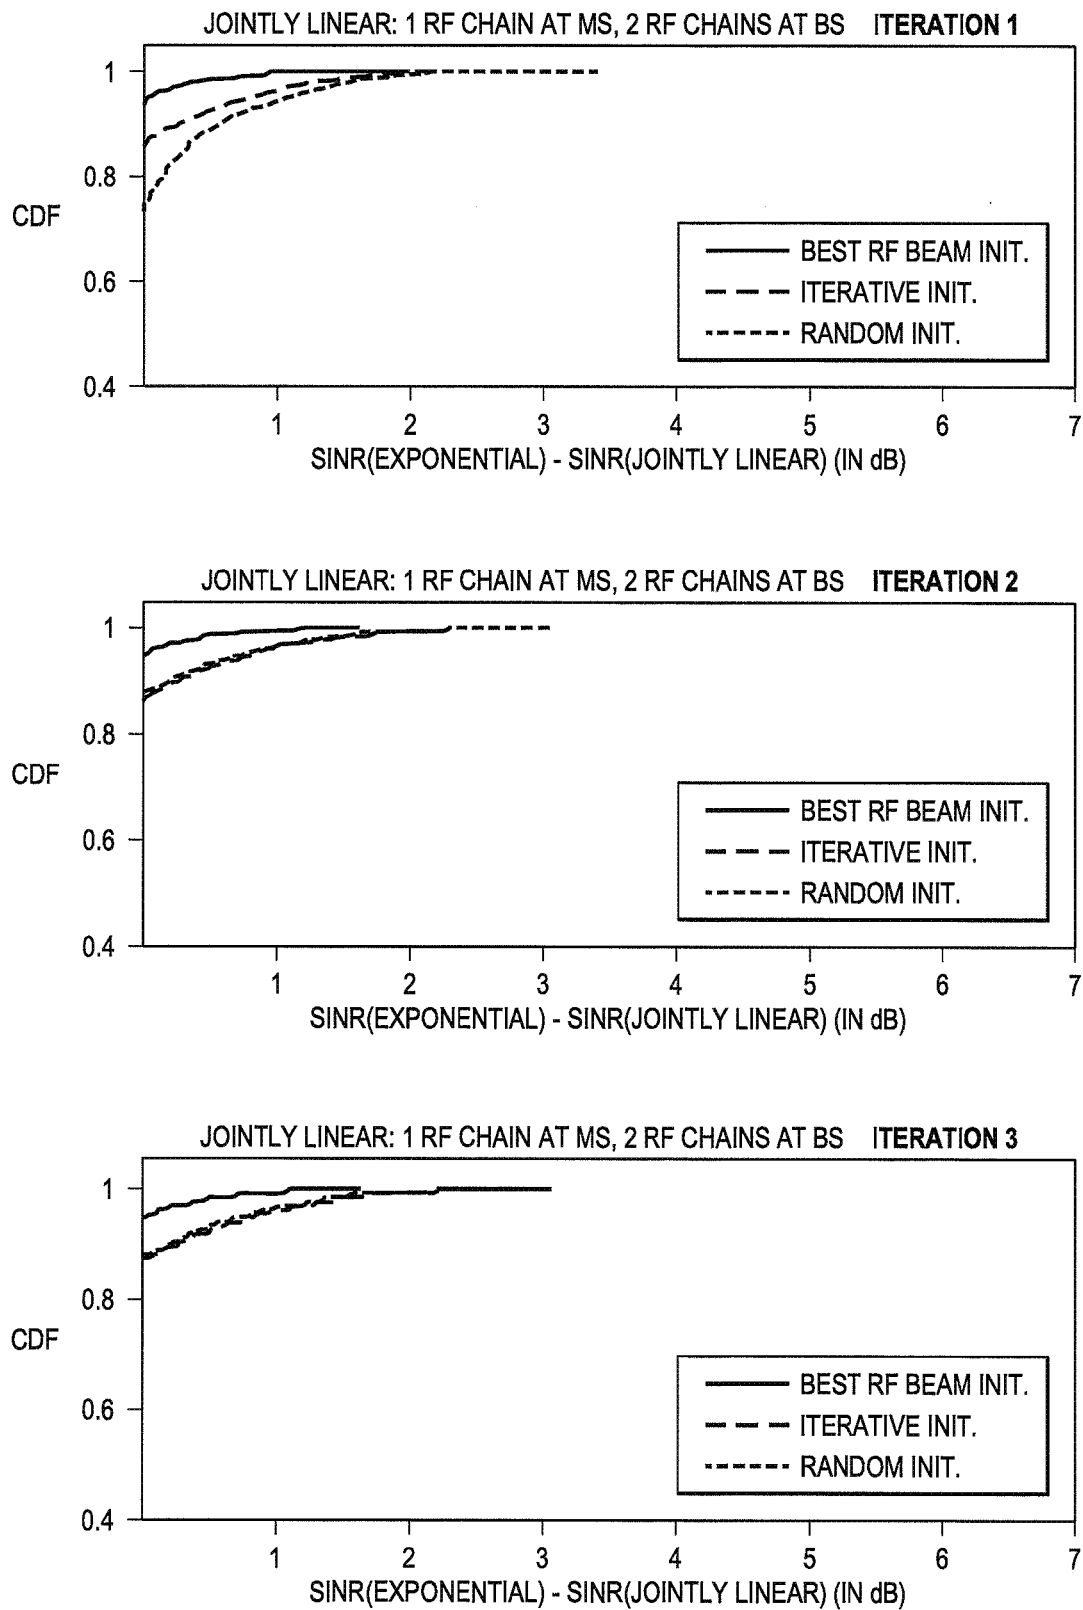 JOINTLY LINEAR: 1 RF CHAIN AT MS, 2 RF CHAINS AT BS ITERATION 1
1
0.8
CDF
0.6
0.4
BEST RF BEAM INIT.
ITERATIVE INIT.
RANDOM INIT.
1 2 3 4 5 6 7
SINR(EXPONENTIAL) - SINR(JOINTLY LINEAR) (IN dB)
JOINTLY LINEAR: 1 RF CHAIN AT MS, 2 RF CHAINS AT BS ITERATION 2
1
0.8
CDF
0.6
0.4
BEST RF BEAM INIT.
ITERATIVE INIT.
RANDOM INIT.
1 2 3 4 5 6 7
SINR(EXPONENTIAL) - SINR(JOINTLY LINEAR) (IN dB)
JOINTLY LINEAR: 1 RF CHAIN AT MS, 2 RF CHAINS AT BS ITERATION 3
1
0.8
CDF
0.6
0.4
BEST RF BEAM INIT.
ITERATIVE INIT.
RANDOM INIT.
1 2 3 4 5 6 7
SINR(EXPONENTIAL) - SINR(JOINTLY LINEAR) (IN dB)